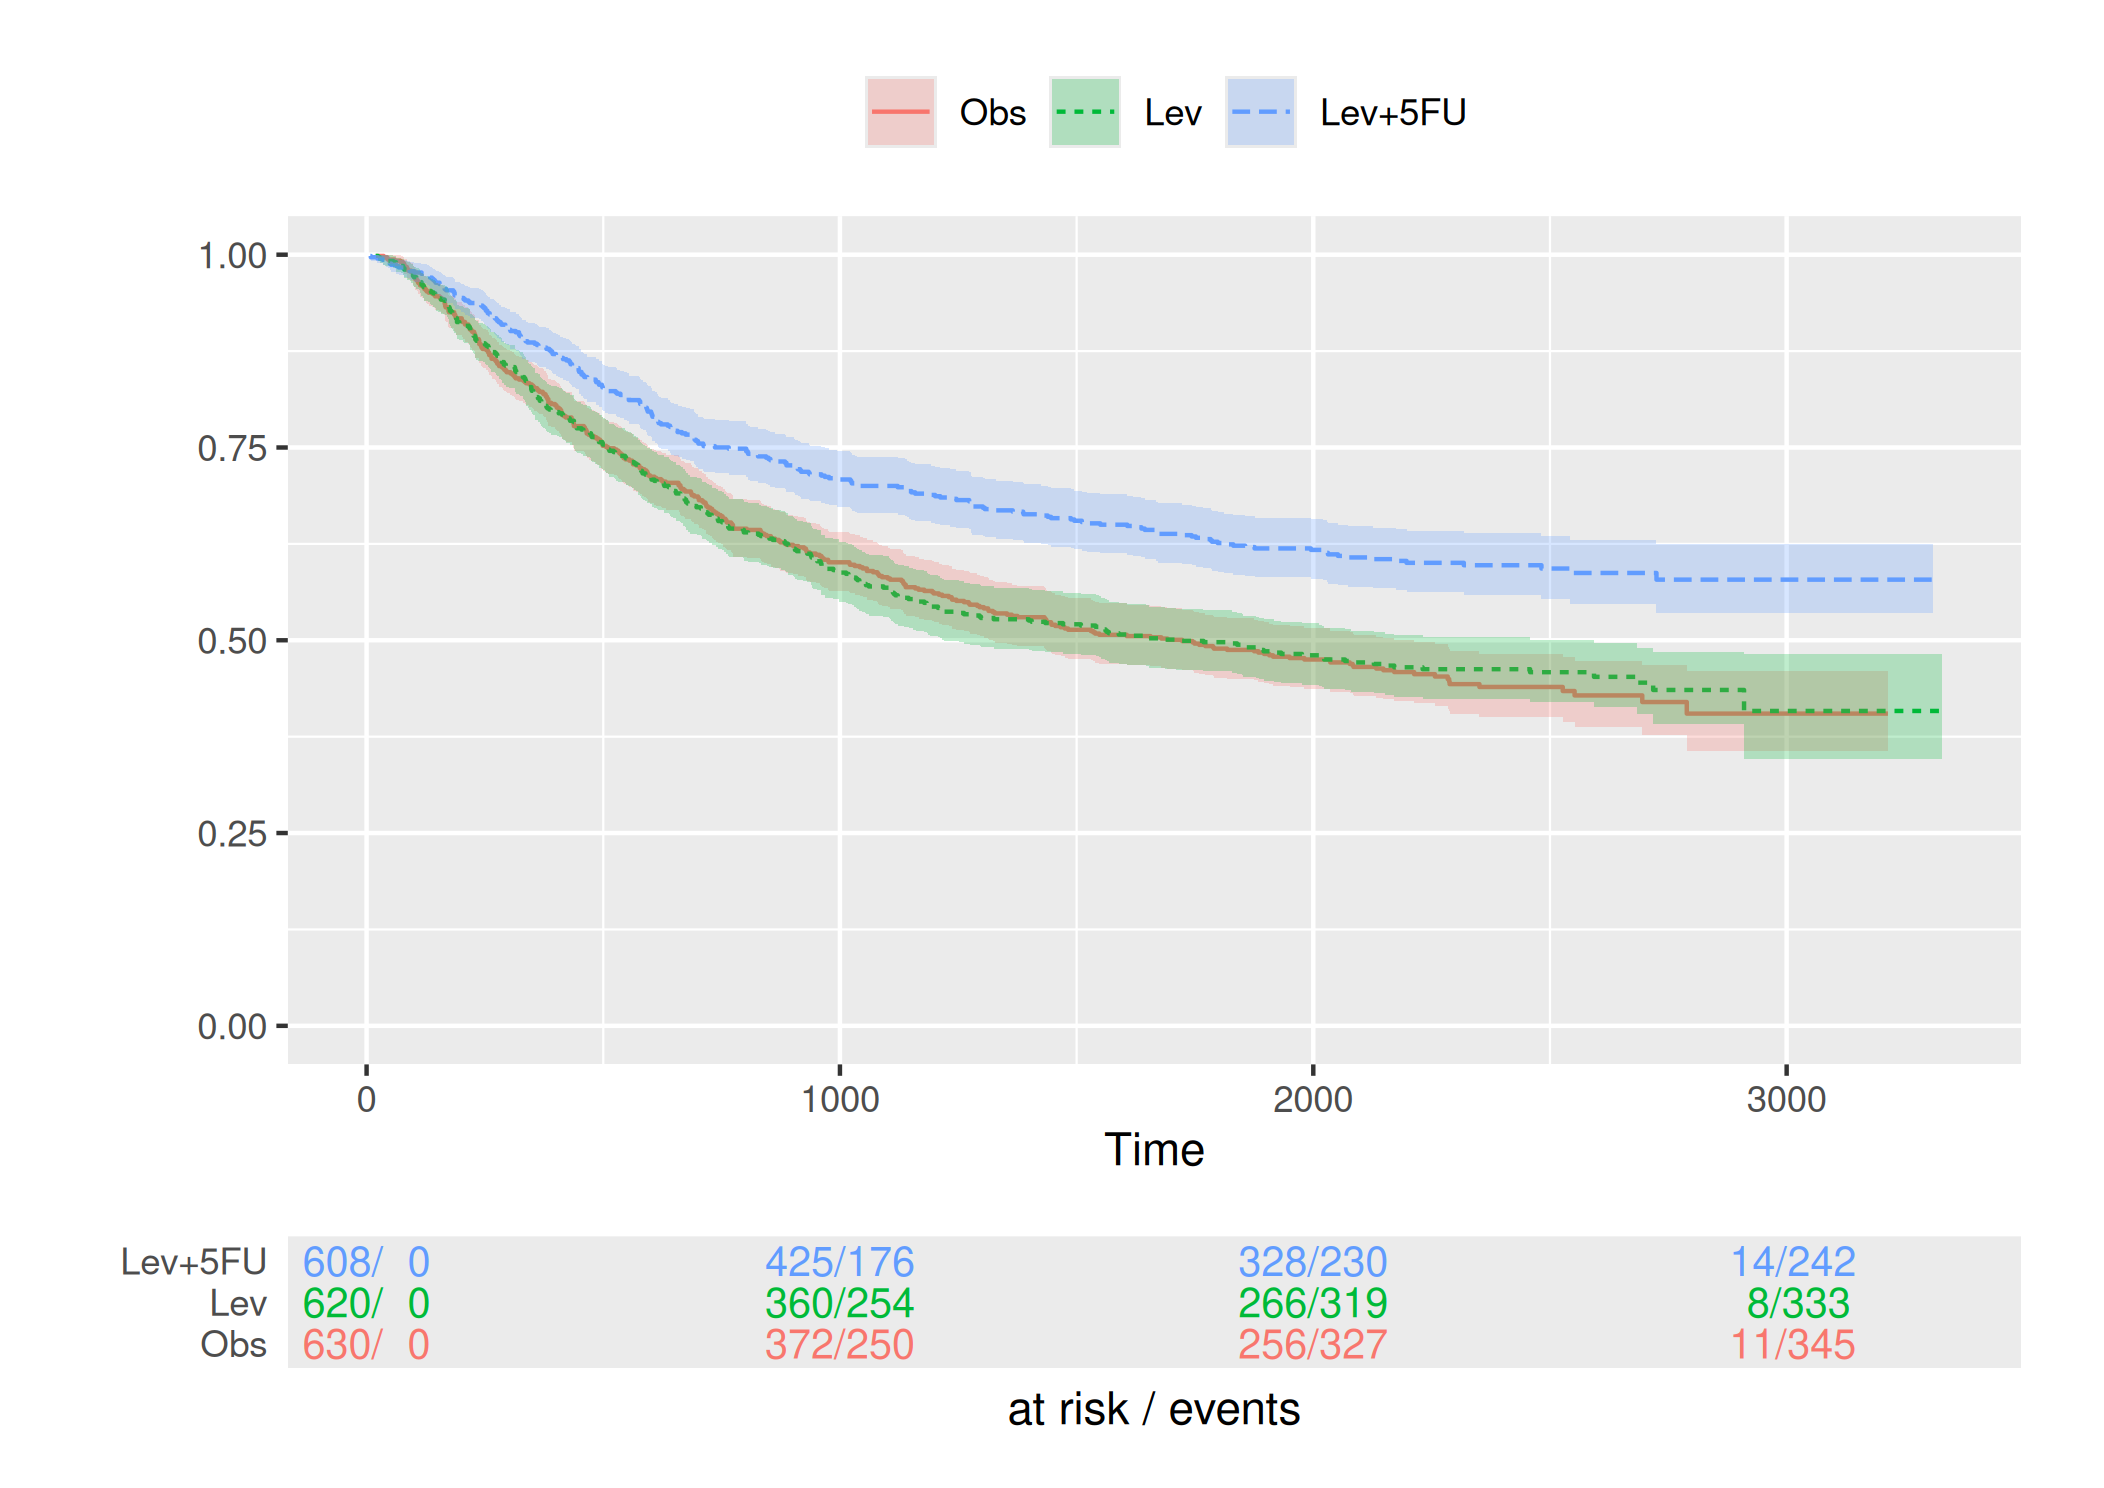 Obs Lev Lev+5FU
1.00
0.75
0.50
0.25
0.00
0 1000 2000 3000
Time
Lev+5FU 608/ 0 425/176 328/230 14/242
Lev 620/ 0 360/254 266/319 8/333
Obs 630/ 0 372/250 256/327 11/345
at risk / events